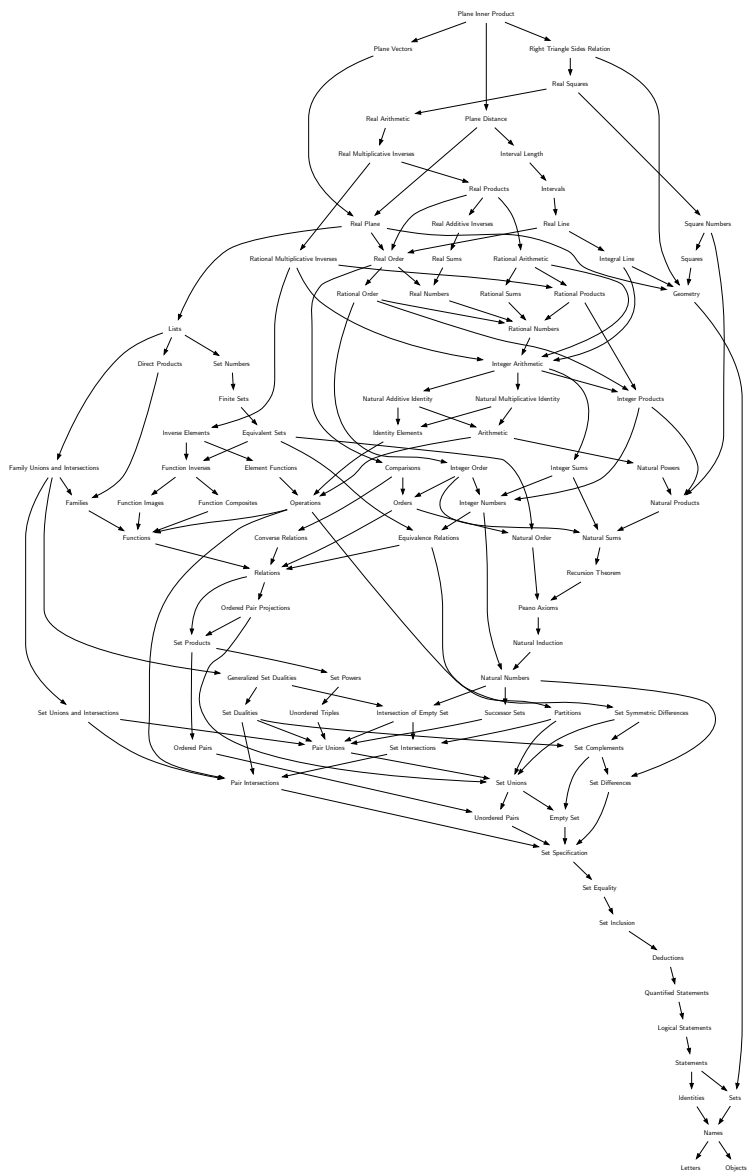 Plane Inner Product
Plane Vectors
Right Triangle Sides Relation
Real Squares
Real Arithmetic
Plane Distance
Real Multiplicative Inverses
Interval Length
Real Products
Intervals
Real Plane
Real Additive Inverses
Real Line
Square Numbers
Rational Multiplicative Inverses
Real Order
Real Sums
Rational Arithmetic
Integral Line
Squares
Rational Order
Real Numbers
Rational Sums
Rational Products
Geometry
Lists
Rational Numbers
Direct Products
Set Numbers
Integer Arithmetic
Finite Sets
Natural Additive Identity
Natural Multiplicative Identity
Integer Products
Inverse Elements
Equivalent Sets
Identity Elements
Arithmetic
Family Unions and Intersections
Function Inverses
Element Functions
Comparisons
Integer Order
Integer Sums
Natural Powers
Families
Function Images
Function Composites
Operations
Orders
Integer Numbers
Natural Products
Functions
Converse Relations
Equivalence Relations
Natural Order
Natural Sums
Relations
Recursion Theorem
Ordered Pair Projections
Peano Axioms
Set Products
Natural Induction
Generalized Set Dualities
Set Powers
Natural Numbers
Set Unions and Intersections
Set Dualities
Unordered Triples
Intersection of Empty Set
Successor Sets
Partitions
Set Symmetric Differences
Ordered Pairs
Pair Unions
Set Intersections
Set Complements
Pair Intersections
Set Unions
Set Differences
Unordered Pairs
Empty Set
Set Specification
Set Equality
Set Inclusion
Deductions
Quantified Statements
Logical Statements
Statements
Identities
Sets
Names
Letters
Objects